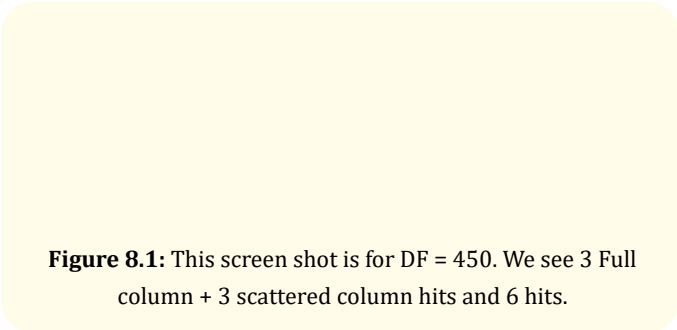 Figure 8.1: This screen shot is for DF = 450. We see 3 Full
column + 3 scattered column hits and 6 hits.